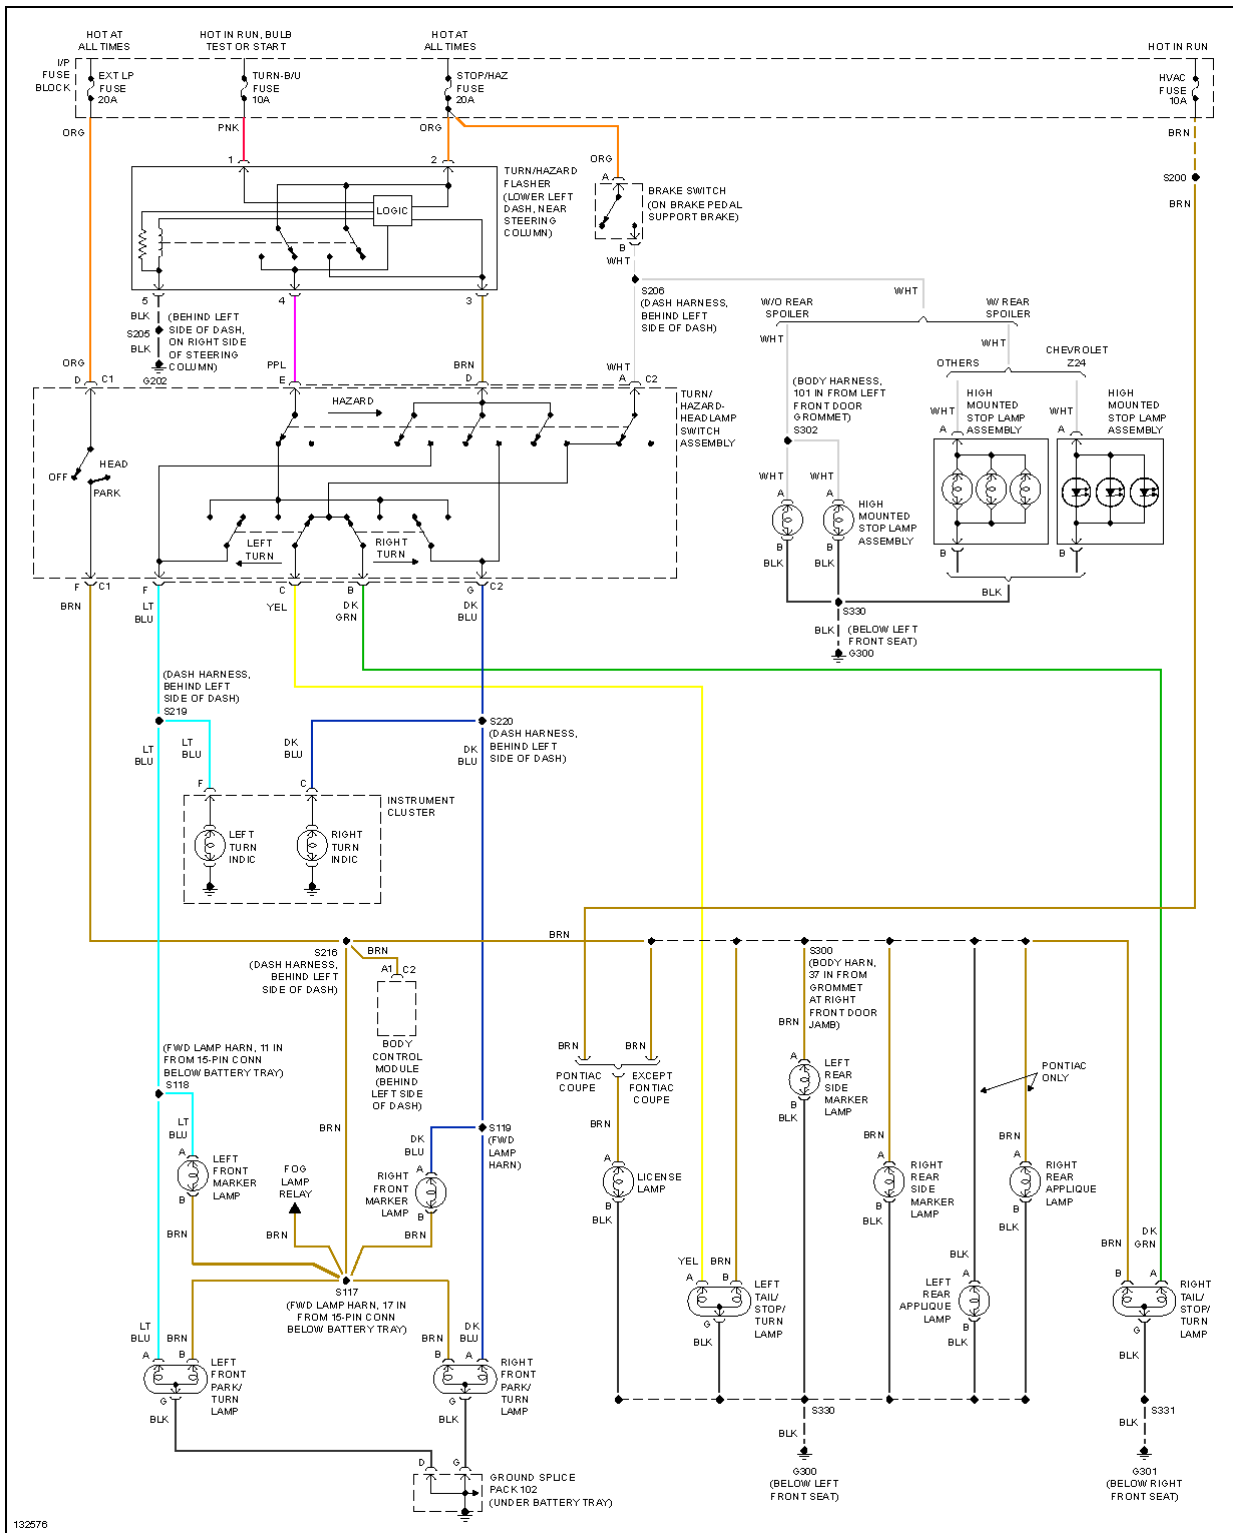 HOT AT
ALL TIMES
HOT IN RUN, BULB
TEST OR START
HOT AT
ALL TIMES
HOT IN RUN
I/P
FUSE
BLOCK
EXT LP
FUSE
20A
TURN-B/U
FUSE
10A
STOP/HAZ
FUSE
20A
HVAC
FUSE
10A
ORG
PNK
ORG
BRN
1
2
ORG
A
S200
BRN
TURN/HAZARD
FLASHER
(LOWER LEFT
DASH, NEAR
STEERING
COLUMN)
LOGIC
BRAKE SWITCH
(ON BRAKE PEDAL
SUPPORT BRAKE)
B
WHT
5
4
3
BLK
S205
BLK
G202
(BEHIND LEFT
SIDE OF DASH,
ON RIGHT SIDE
OF STEERING
COLUMN)
S206
(DASH HARNESS,
BEHIND LEFT
SIDE OF DASH)
WHT
W/O REAR
SPOILER
W/ REAR
SPOILER
WHT
WHT
ORG
D
C1
PPL
E
BRN
D
WHT
A
C2
OTHERS
CHEVROLET
Z24
(BODY HARNESS,
101 IN FROM LEFT
FRONT DOOR
GROMMET)
S302
TURN/
HAZARD-
HEADLAMP
SWITCH
ASSEMBLY
HAZARD
WHT
A
HIGH
MOUNTED
STOP LAMP
ASSEMBLY
WHT
A
HIGH
MOUNTED
STOP LAMP
ASSEMBLY
OFF
HEAD
PARK
LEFT
TURN
RIGHT
TURN
WHT
WHT
A
A
HIGH
MOUNTED
STOP LAMP
ASSEMBLY
B
B
BLK
BLK
B
B
BLK
F
C1
F
C
B
G
C2
BRN
LT
BLU
YEL
DK
GRN
DK
BLU
S330
BLK
(BELOW LEFT
FRONT SEAT)
G300
(DASH HARNESS,
BEHIND LEFT
SIDE OF DASH)
S219
S220
(DASH HARNESS,
BEHIND LEFT
SIDE OF DASH)
LT
BLU
LT
BLU
DK
BLU
DK
BLU
F
C
INSTRUMENT
CLUSTER
LEFT
TURN
INDIC
RIGHT
TURN
INDIC
BRN
S216
(DASH HARNESS,
BEHIND LEFT
SIDE OF DASH)
BRN
A1
C2
BODY
CONTROL
MODULE
(BEHIND
LEFT SIDE
OF DASH)
S300
(BODY HARN,
37 IN FROM
GROMMET
AT RIGHT
FRONT DOOR
JAMB)
BRN
BRN
BRN
PONTIAC
COUPE
EXCEPT
PONTIAC
COUPE
A
LEFT
REAR
SIDE
MARKER
LAMP
B
BLK
PONTIAC
ONLY
(FWD LAMP HARN, 11 IN
FROM 15-PIN CONN
BELOW BATTERY TRAY)
S118
LT
BLU
A
LEFT
FRONT
MARKER
LAMP
B
BRN
BRN
FOG
LAMP
RELAY
BRN
DK
BLU
S119
(FWD
LAMP
HARN)
RIGHT
FRONT
MARKER
LAMP
A
B
BRN
BRN
A
LICENSE
LAMP
B
BLK
BRN
A
RIGHT
REAR
SIDE
MARKER
LAMP
B
BLK
BRN
A
RIGHT
REAR
APPLIQUE
LAMP
B
BLK
S117
(FWD LAMP HARN, 17 IN
FROM 15-PIN CONN
BELOW BATTERY TRAY)
YEL
A
BRN
B
LEFT
TAIL/
STOP/
TURN
LAMP
G
BLK
BLK
A
LEFT
REAR
APPLIQUE
LAMP
B
BLK
BRN
B
DK
GRN
A
RIGHT
TAIL/
STOP/
TURN
LAMP
G
BLK
LT
BLU
A
BRN
B
LEFT
FRONT
PARK/
TURN
LAMP
G
BLK
BRN
B
DK
BLU
A
RIGHT
FRONT
PARK/
TURN
LAMP
G
BLK
S330
BLK
G300
(BELOW LEFT
FRONT SEAT)
S331
BLK
G301
(BELOW RIGHT
FRONT SEAT)
D
G
GROUND SPLICE
PACK 102
(UNDER BATTERY TRAY)
132576